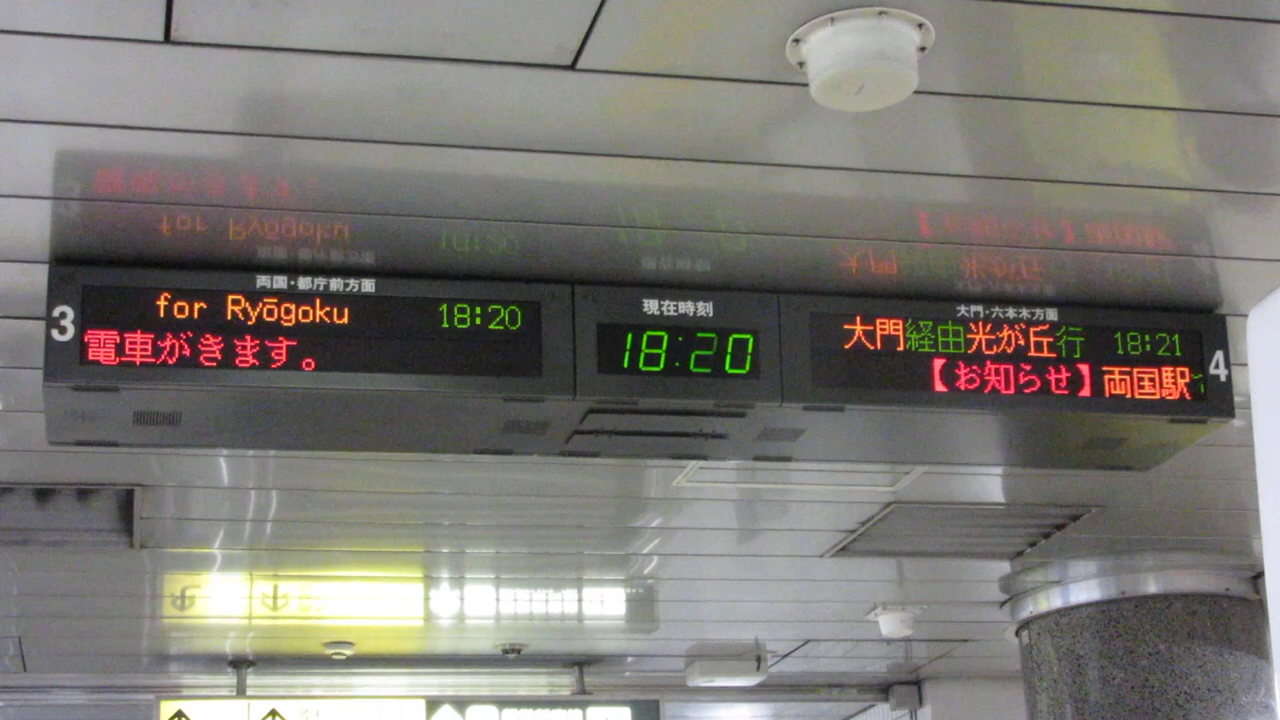 3
両国・都庁前方面
for Ryōgoku 18:20
電車がきます。
現在時刻
18:20
大門・六本木方面
大門経由光が丘行 18:21
【お知らせ】両国駅
4